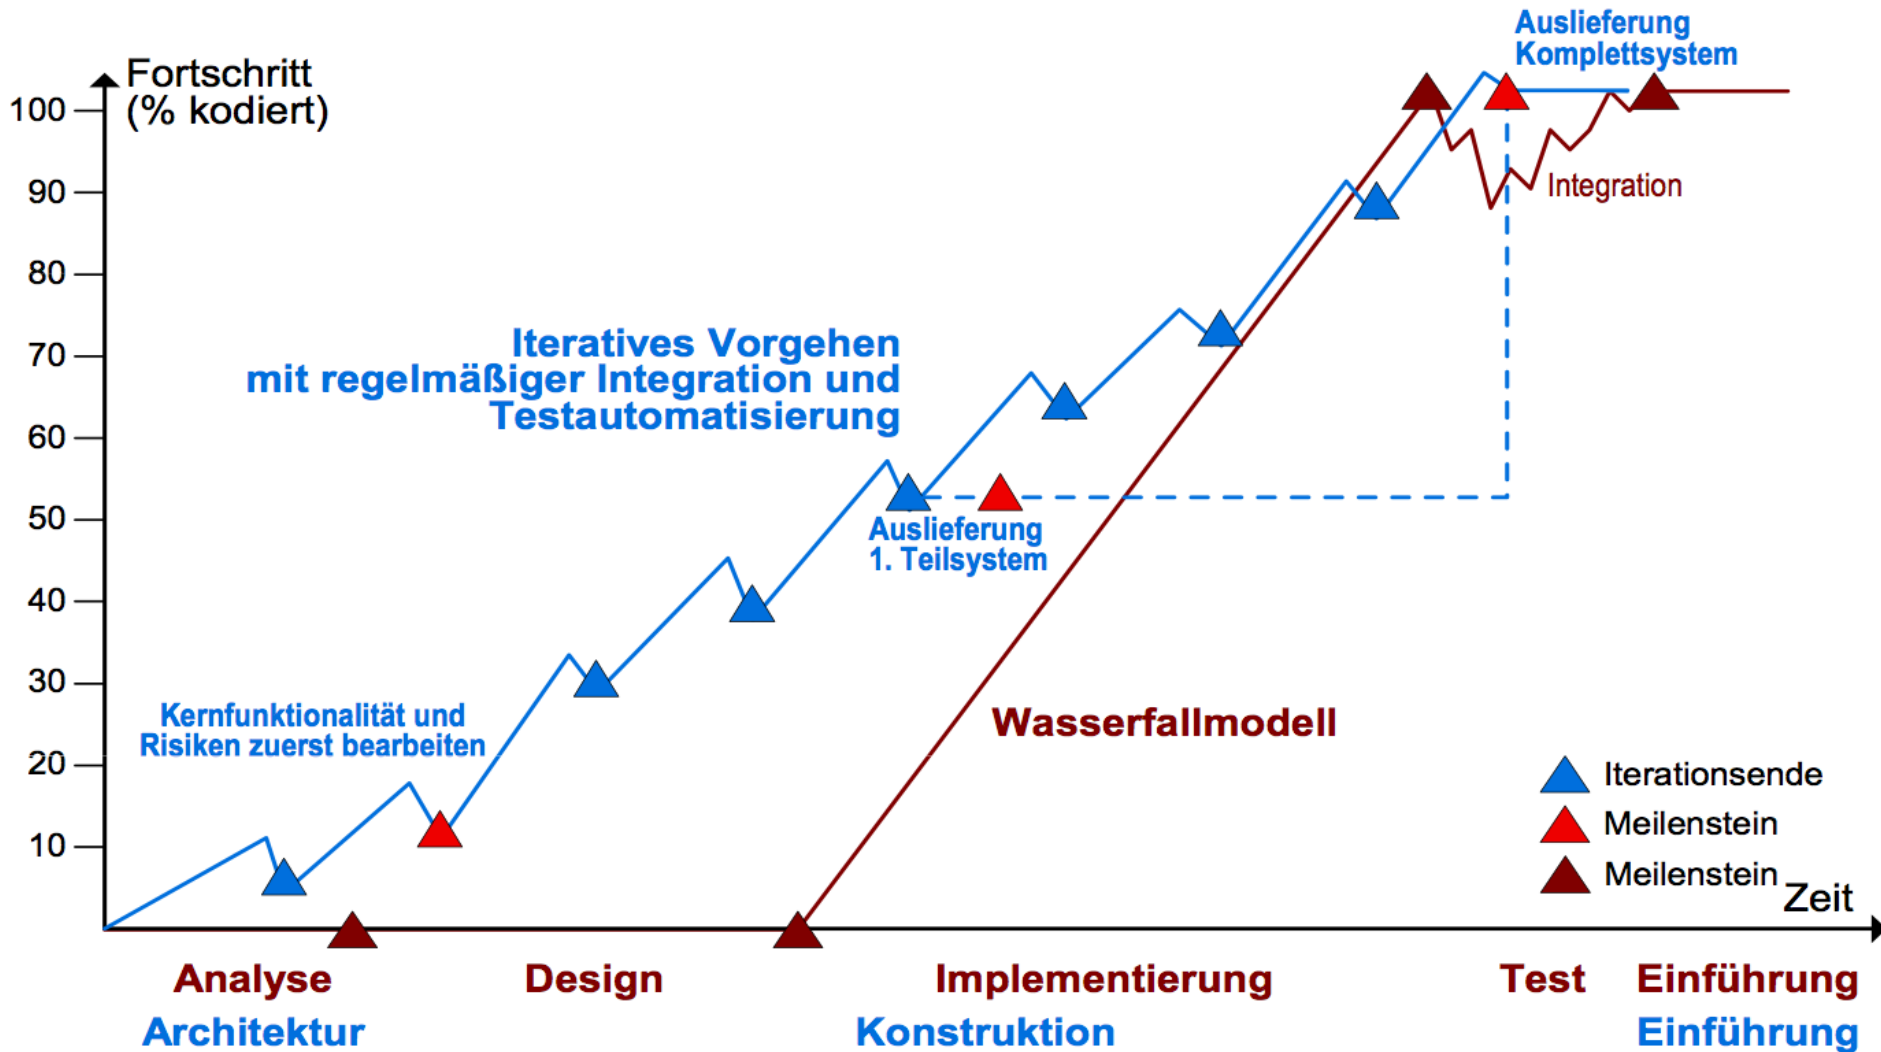 Auslieferung
Komplettsystem
Fortschritt
(% kodiert)
100
90
Integration
80
Iteratives Vorgehen
mit regelmäßiger Integration und
Testautomatisierung
70
60
50
Auslieferung
1. Teilsystem
40
30
Kernfunktionalität und
Risiken zuerst bearbeiten
Wasserfallmodell
20
10
Iterationsende
Meilenstein
Meilenstein
Zeit
Analyse Design Implementierung Test Einführung
Architektur Konstruktion Einführung